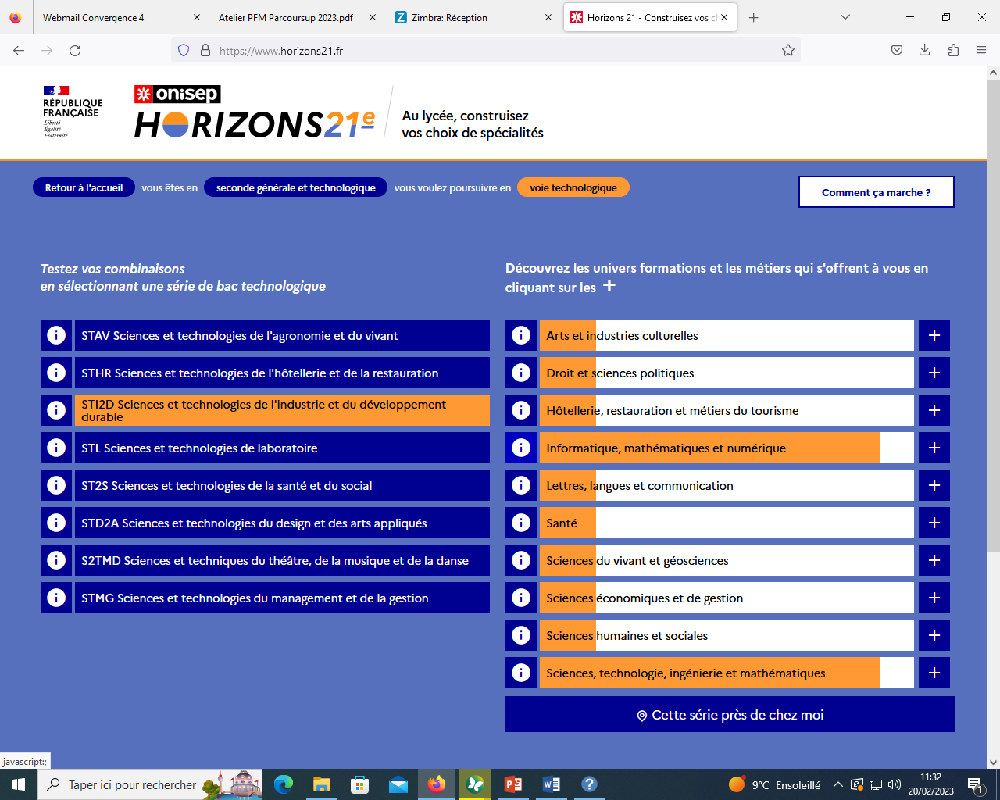 Webmail Convergence 4
Atelier PFM Parcoursup 2023.pdf
Zimbra: Réception
Horizons 21 - Construisez vos c
https://www.horizons21.fr
RÉPUBLIQUE
FRANÇAISE
Liberté
Égalité
Fraternité
onisep
HORIZONS21e
Au lycée, construisez
vos choix de spécialités
Retour à l'accueil vous êtes en seconde générale et technologique vous voulez poursuivre en voie technologique
Comment ça marche ?
Testez vos combinaisons
en sélectionnant une série de bac technologique
STAV Sciences et technologies de l'agronomie et du vivant
STHR Sciences et technologies de l'hôtellerie et de la restauration
STI2D Sciences et technologies de l'industrie et du développement
durable
STL Sciences et technologies de laboratoire
ST2S Sciences et technologies de la santé et du social
STD2A Sciences et technologies du design et des arts appliqués
S2TMD Sciences et techniques du théâtre, de la musique et de la danse
STMG Sciences et technologies du management et de la gestion
Découvrez les univers formations et les métiers qui s'offrent à vous en
cliquant sur les +
Arts et industries culturelles
Droit et sciences politiques
Hôtellerie, restauration et métiers du tourisme
Informatique, mathématiques et numérique
Lettres, langues et communication
Santé
Sciences du vivant et géosciences
Sciences économiques et de gestion
Sciences humaines et sociales
Sciences, technologie, ingénierie et mathématiques
Cette série près de chez moi
javascript:;
Taper ici pour rechercher
9°C Ensoleillé
11:32
20/02/2023
1